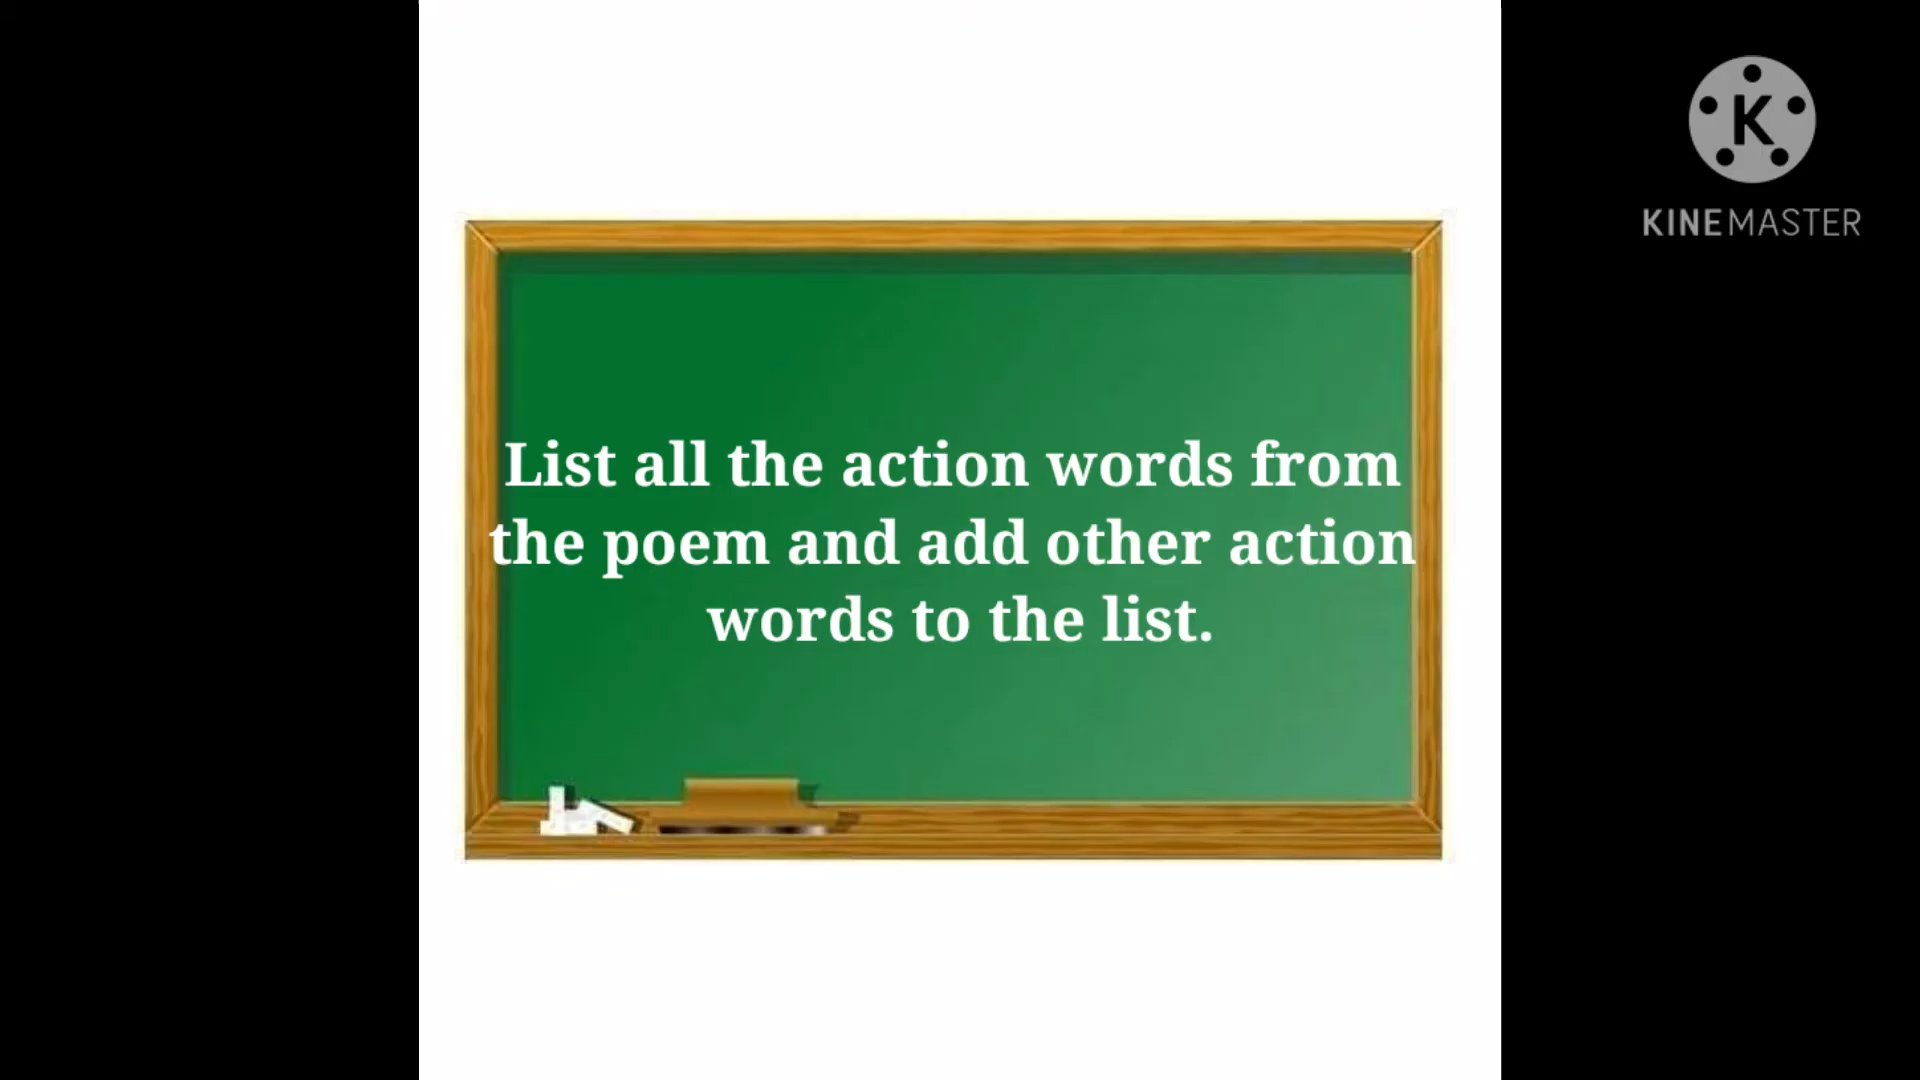 K
KINEMASTER
List all the action words from
the poem and add other action
words to the list.